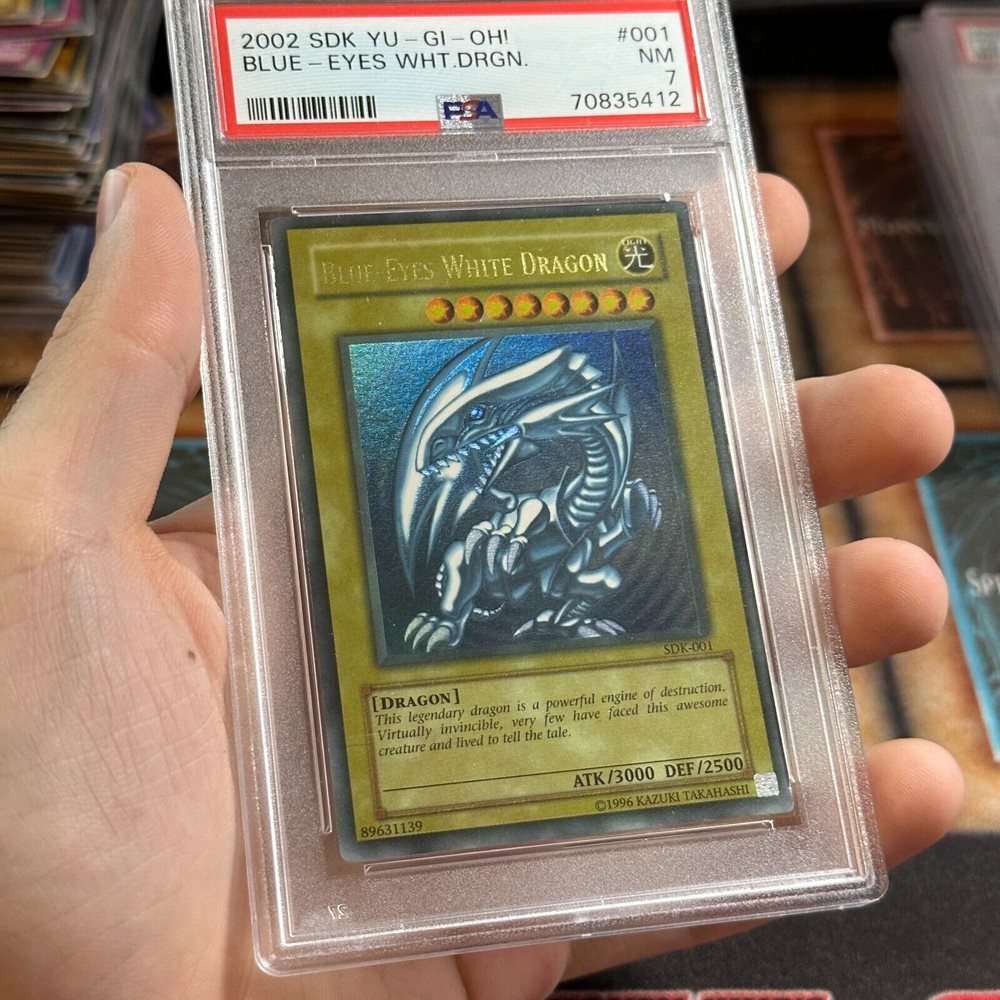 2002 SDK YU-GI-OH! #001
BLUE-EYES WHT.DRGN. NM
7
PSA 70835412
BLUE-EYES WHITE DRAGON
LIGHT
光
SDK-001
[DRAGON]
This legendary dragon is a powerful engine of destruction.
Virtually invincible, very few have faced this awesome
creature and lived to tell the tale.
ATK/3000 DEF/2500
89631139 ©1996 KAZUKI TAKAHASHI